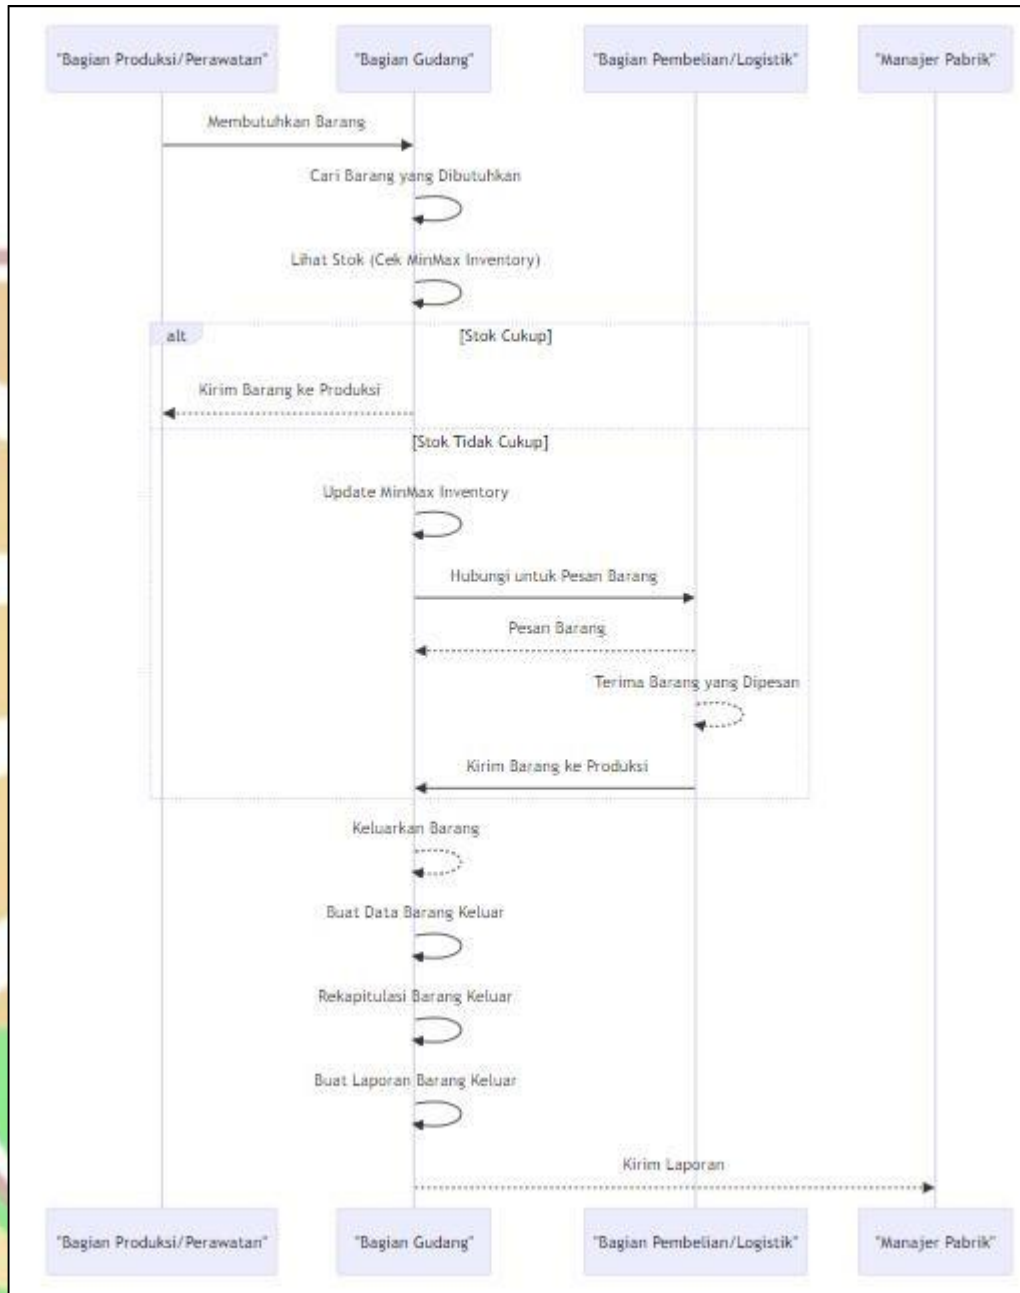 "Bagian Produksi/Perawatan" "Bagian Gudang" "Bagian Pembelian/Logistik" "Manajer Pabrik"
Membutuhkan Barang
Cari Barang yang Dibutuhkan
Lihat Stok (Cek MinMax Inventory)
alt [Stok Cukup]
Kirim Barang ke Produksi
[Stok Tidak Cukup]
Update MinMax Inventory
Hubungi untuk Pesan Barang
Pesan Barang
Terima Barang yang Dipesan
Kirim Barang ke Produksi
Keluarkan Barang
Buat Data Barang Keluar
Rekapitulasi Barang Keluar
Buat Laporan Barang Keluar
Kirim Laporan
"Bagian Produksi/Perawatan" "Bagian Gudang" "Bagian Pembelian/Logistik" "Manajer Pabrik"